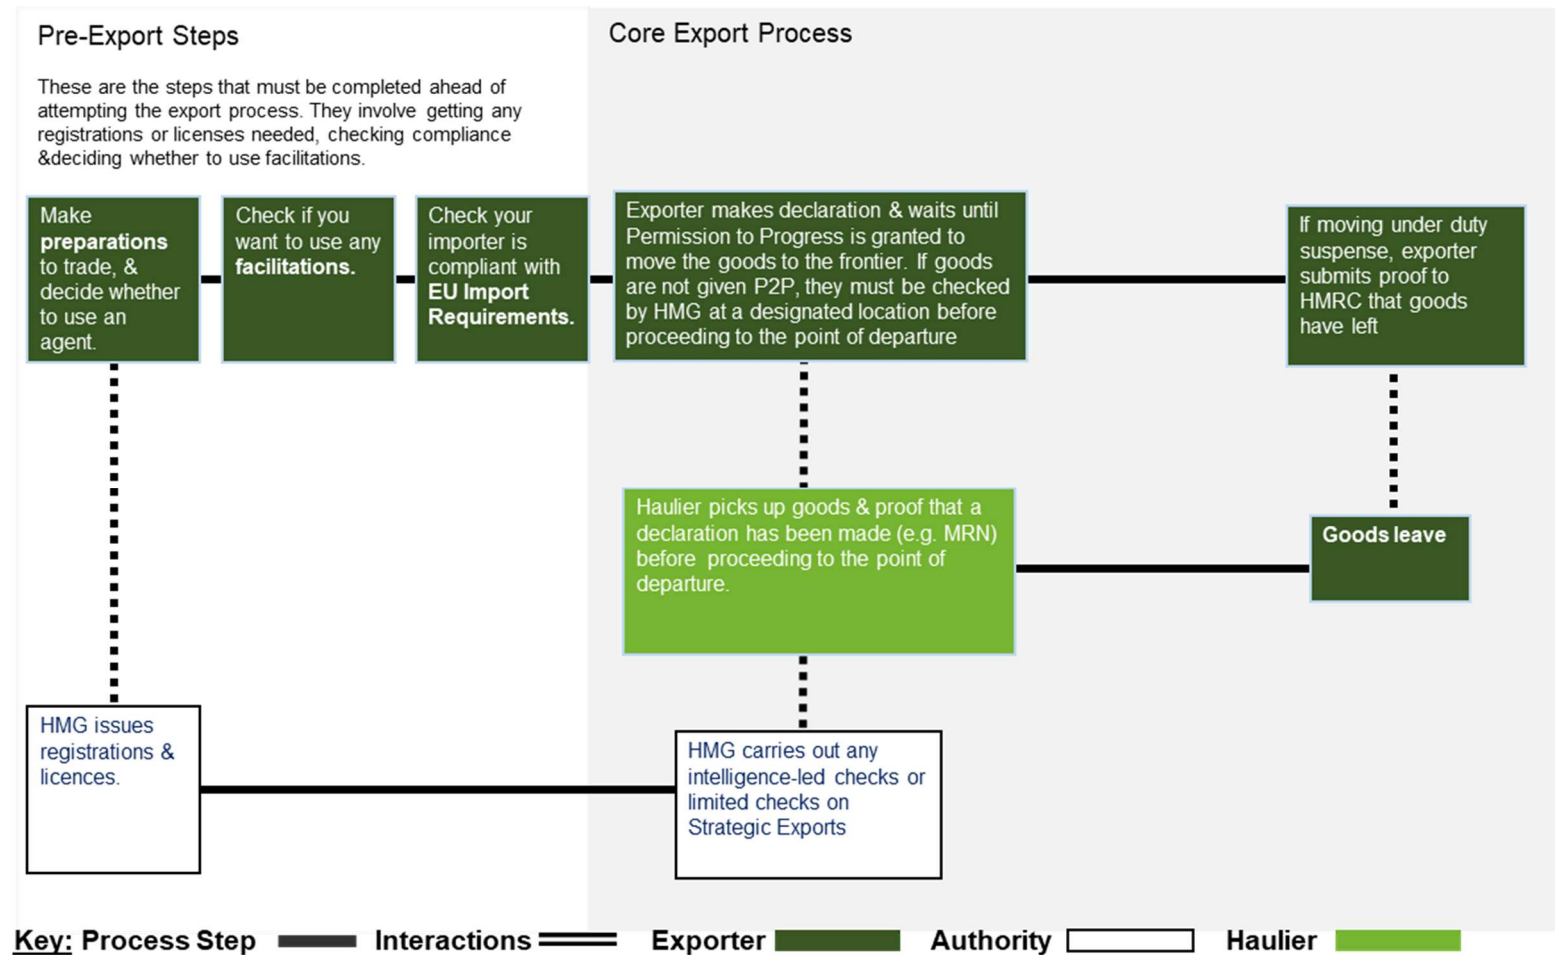 Pre-Export Steps
These are the steps that must be completed ahead of
attempting the export process. They involve getting any
registrations or licenses needed, checking compliance
&deciding whether to use facilitations.
Core Export Process
Make
preparations
to trade, &
decide whether
to use an
agent.
Check if you
want to use any
facilitations.
Check your
importer is
compliant with
EU Import
Requirements.
Exporter makes declaration & waits until
Permission to Progress is granted to
move the goods to the frontier. If goods
are not given P2P, they must be checked
by HMG at a designated location before
proceeding to the point of departure
If moving under duty
suspense, exporter
submits proof to
HMRC that goods
have left
Haulier picks up goods & proof that a
declaration has been made (e.g. MRN)
before proceeding to the point of
departure.
Goods leave
HMG issues
registrations &
licences.
HMG carries out any
intelligence-led checks or
limited checks on
Strategic Exports
Key: Process Step Interactions Exporter Authority Haulier